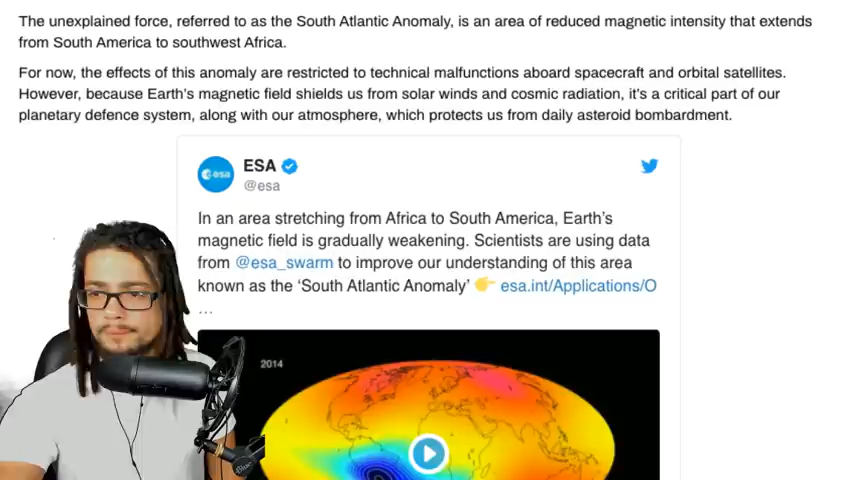 The unexplained force, referred to as the South Atlantic Anomaly, is an area of reduced magnetic intensity that extends
from South America to southwest Africa.
For now, the effects of this anomaly are restricted to technical malfunctions aboard spacecraft and orbital satellites.
However, because Earth's magnetic field shields us from solar winds and cosmic radiation, it's a critical part of our
planetary defence system, along with our atmosphere, which protects us from daily asteroid bombardment.
esa
ESA
@esa
In an area stretching from Africa to South America, Earth's
magnetic field is gradually weakening. Scientists are using data
from @esa_swarm to improve our understanding of this area
known as the 'South Atlantic Anomaly' 👉 esa.int/Applications/O
…
2014
Blue